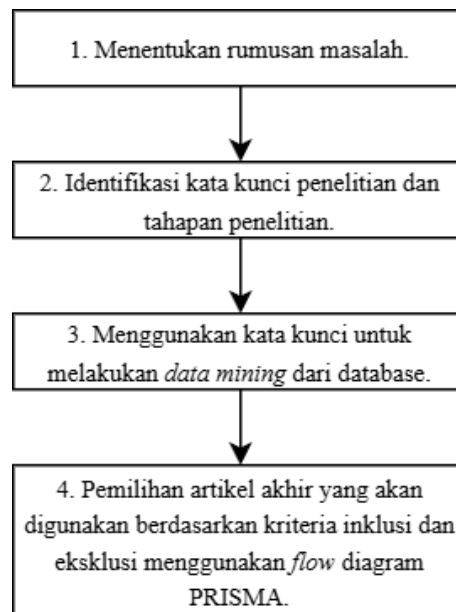 1. Menentukan rumusan masalah.
2. Identifikasi kata kunci penelitian dan
tahapan penelitian.
3. Menggunakan kata kunci untuk
melakukan data mining dari database.
4. Pemilihan artikel akhir yang akan
digunakan berdasarkan kriteria inklusi dan
eksklusi menggunakan flow diagram
PRISMA.